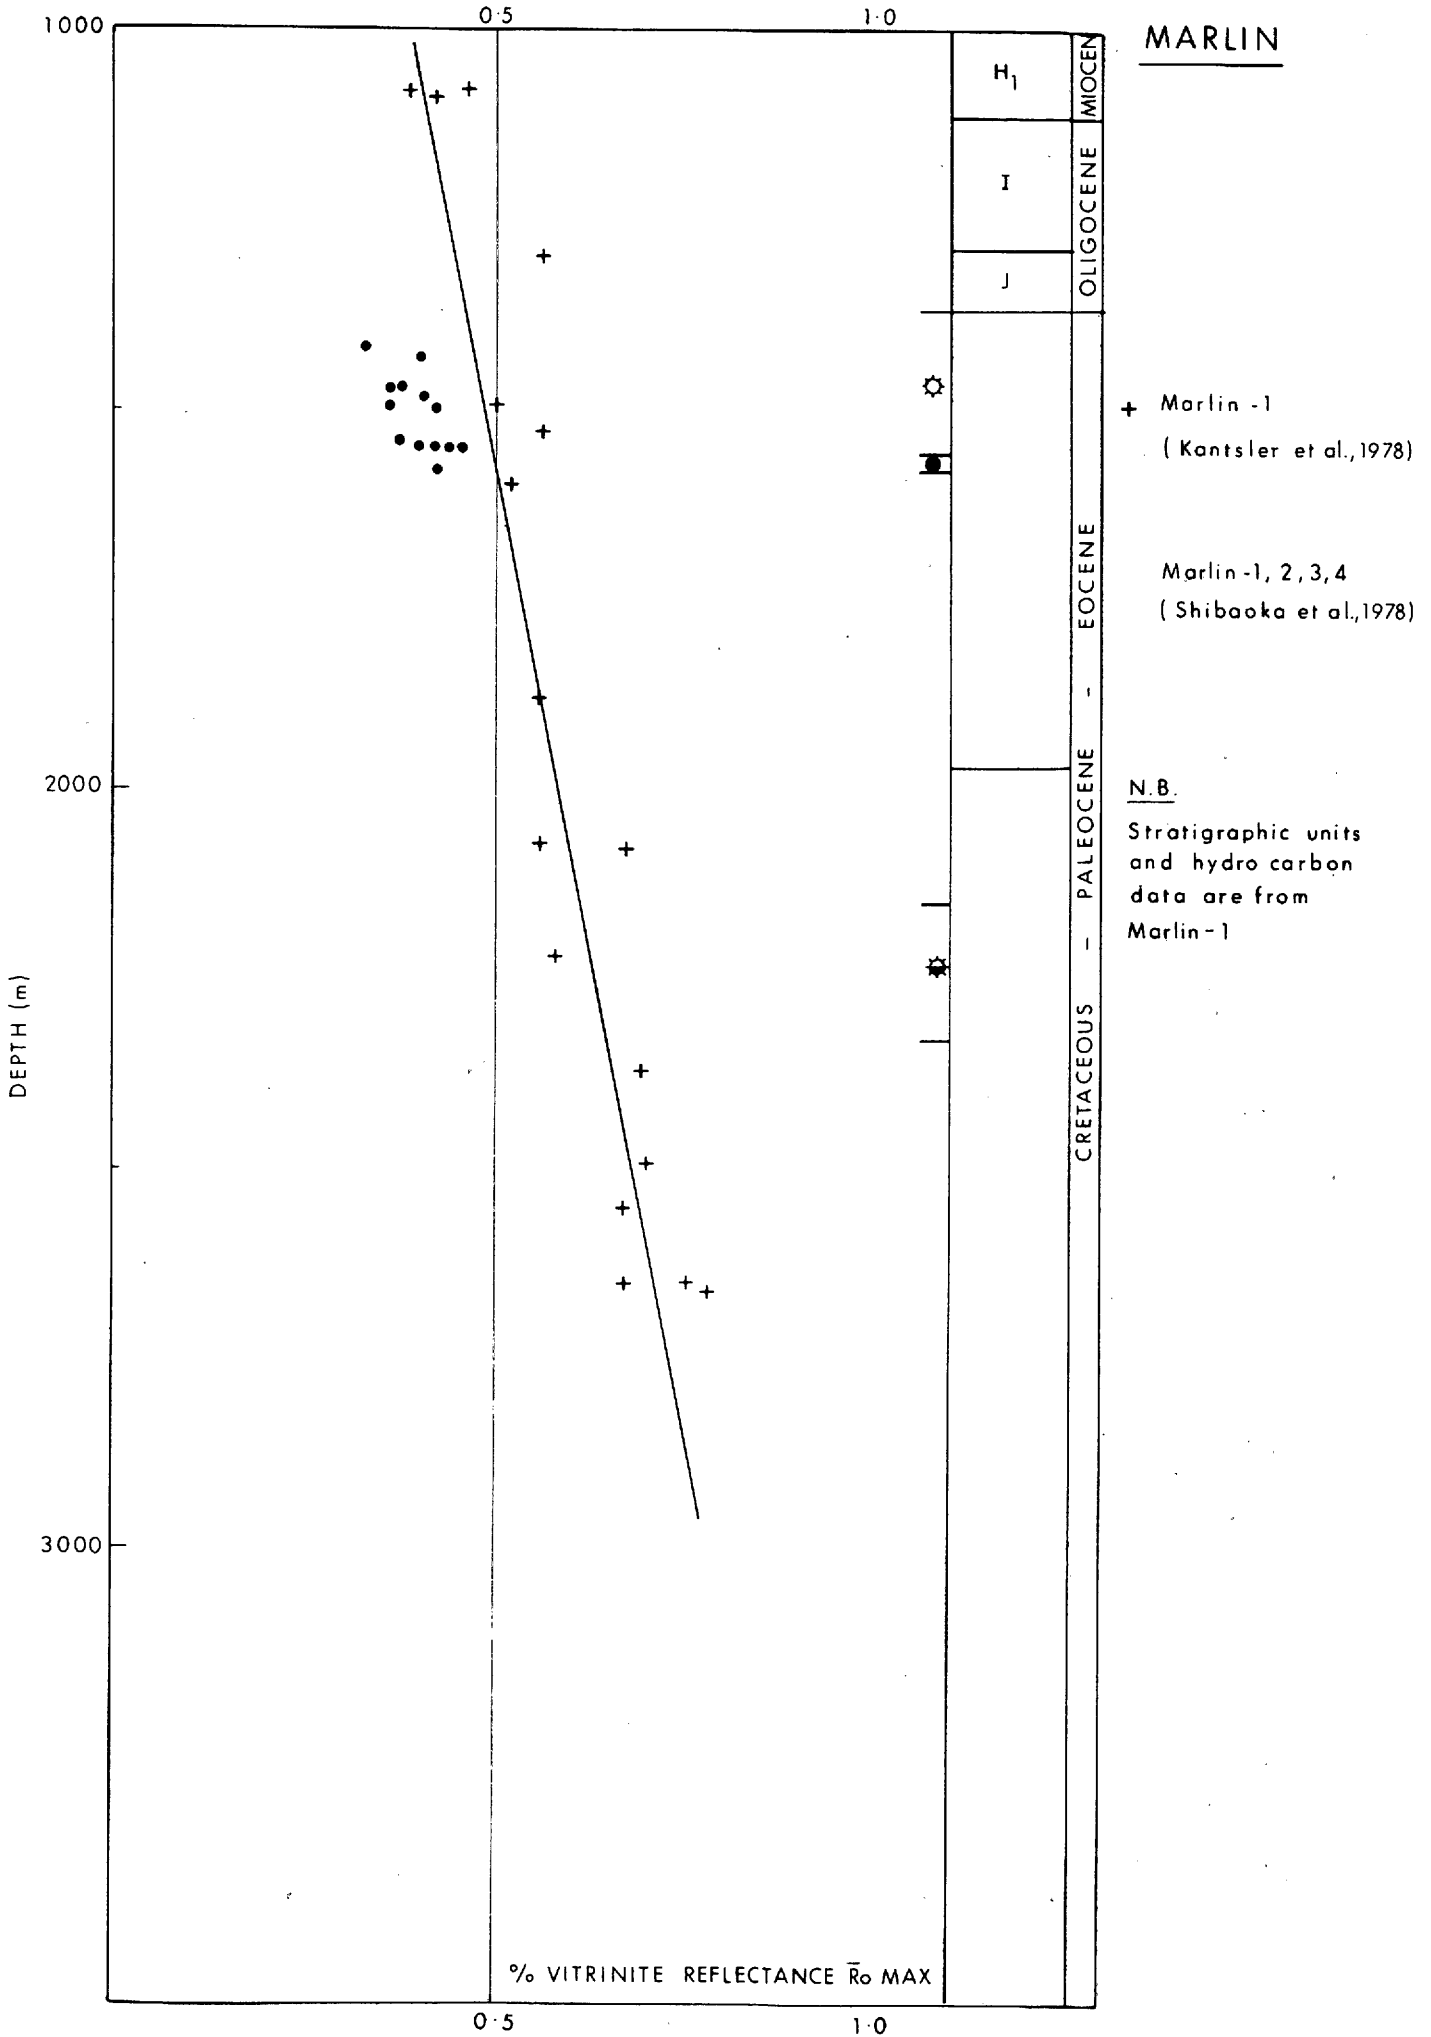 0·5 1·0
MARLIN
1000
H1
MIOCEN
I
OLIGOCENE
J
+ Marlin -1
( Kantsler et al., 1978)
Marlin -1, 2, 3, 4
( Shibaoka et al., 1978)
CRETACEOUS – PALEOCENE – EOCENE
2000
N.B.
Stratigraphic units
and hydro carbon
data are from
Marlin-1
DEPTH (m)
3000
% VITRINITE REFLECTANCE R̅o MAX
0·5 1·0